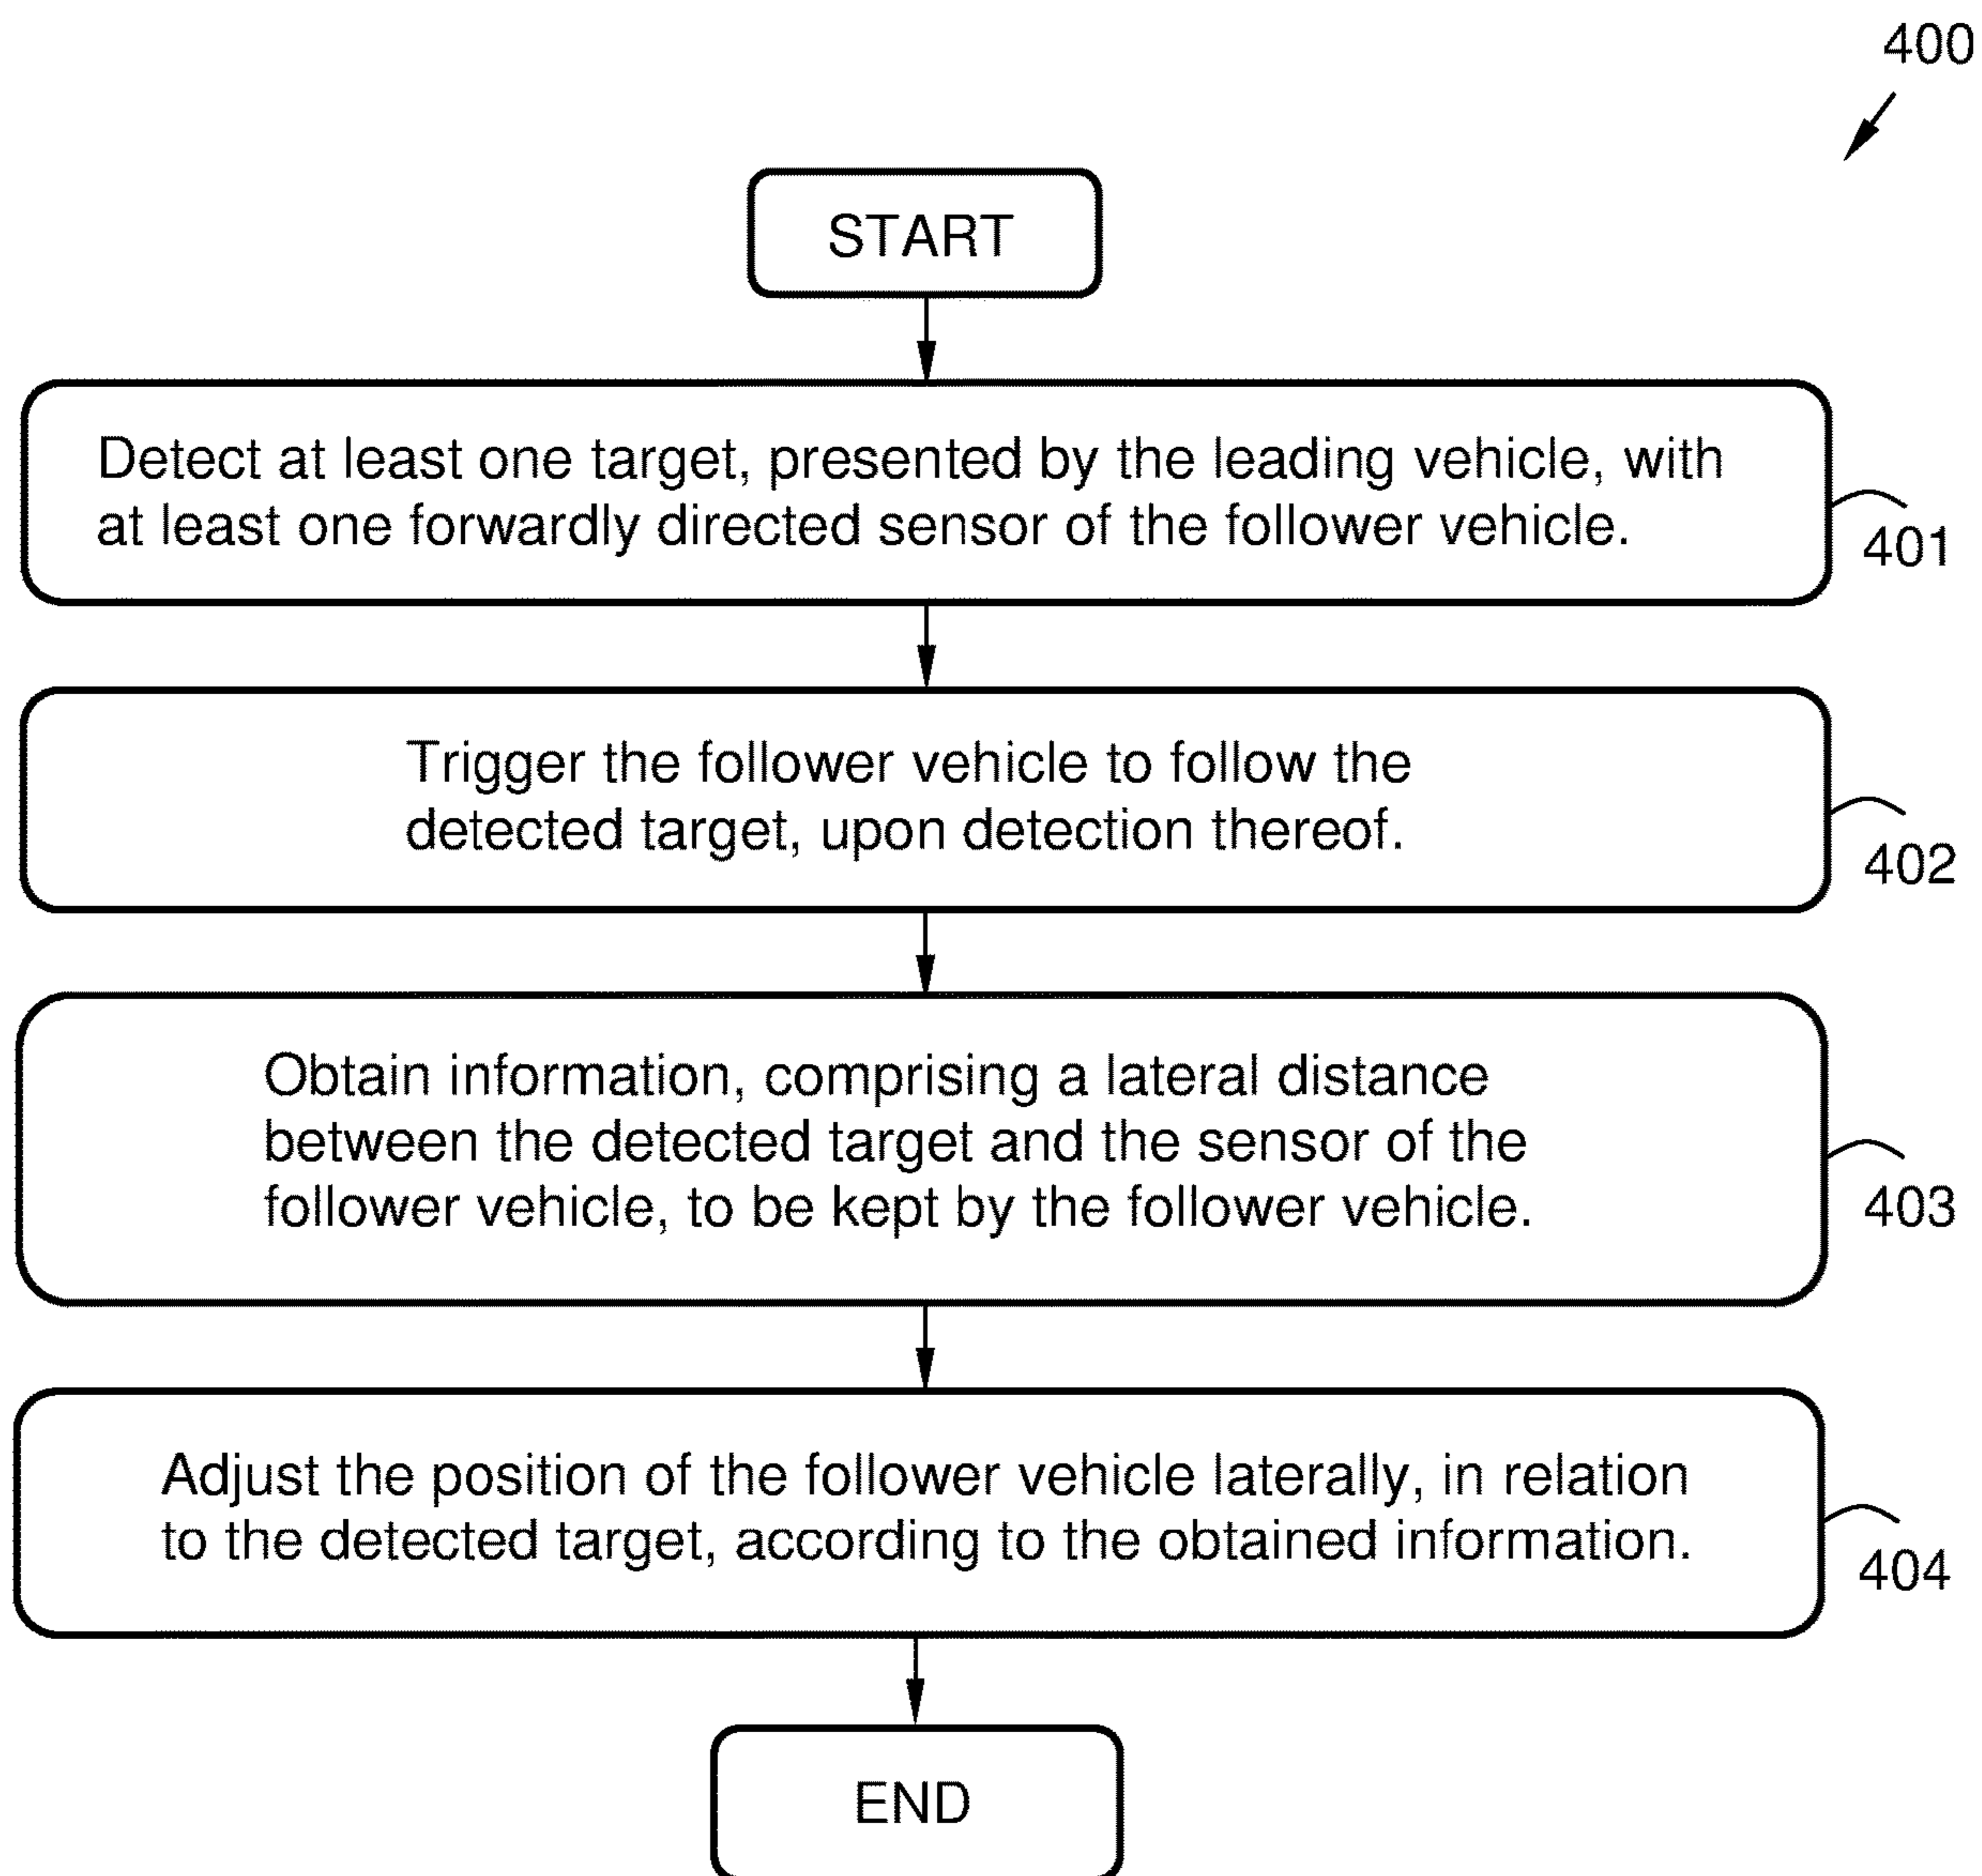 400
START
Detect at least one target, presented by the leading vehicle, with
at least one forwardly directed sensor of the follower vehicle.
401
Trigger the follower vehicle to follow the
detected target, upon detection thereof.
402
Obtain information, comprising a lateral distance
between the detected target and the sensor of the
follower vehicle, to be kept by the follower vehicle.
403
Adjust the position of the follower vehicle laterally, in relation
to the detected target, according to the obtained information.
404
END